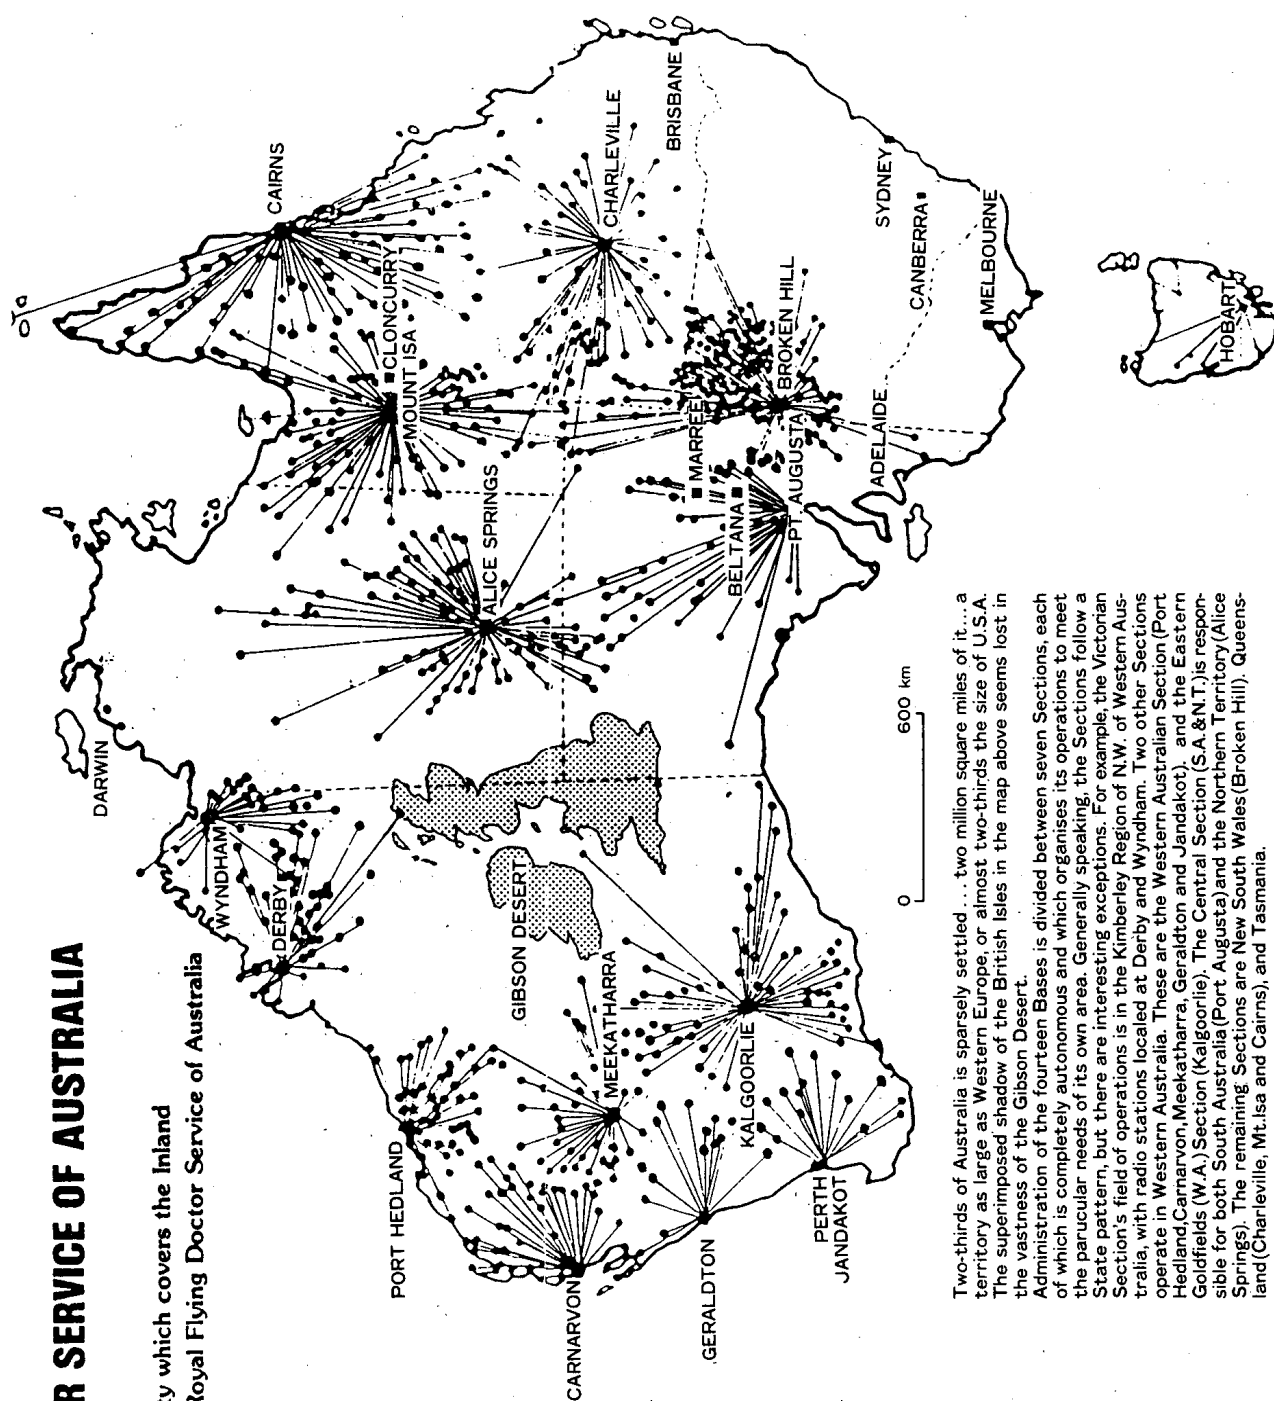 R SERVICE OF AUSTRALIA
y which covers the Inland
Royal Flying Doctor Service of Australia
DARWIN
WYNDHAM
DERBY
PORT HEDLAND
CARNARVON
GERALDTON
PERTH
JANDAKOT
KALGOORLIE
MEEKATHARRA
GIBSON DESERT
ALICE SPRINGS
CAIRNS
CLONCURRY
MOUNT ISA
CHARLEVILLE
BRISBANE
MARREE
BELTANA
PT. AUGUSTA
BROKEN HILL
ADELAIDE
SYDNEY
CANBERRA
MELBOURNE
HOBART
0 600 km
Two-thirds of Australia is sparsely settled...two million square miles of it...a
territory as large as Western Europe, or almost two-thirds the size of U.S.A.
The superimposed shadow of the British Isles in the map above seems lost in
the vastness of the Gibson Desert.
Administration of the fourteen Bases is divided between seven Sections, each
of which is completely autonomous and which organises its operations to meet
the parucular needs of its own area. Generally speaking, the Sections follow a
State pattern, but there are interesting exceptions. For example, the Victorian
Section's field of operations is in the Kimberley Region of N.W. of Western Aus-
tralia, with radio stations localed at Derby and Wyndham. Two other Sections
operate in Western Australia. These are the Western Australian Section (Port
Hedland,Carnarvon,Meekatharra, Geraldton and Jandakot). and the Eastern
Goldfields (W.A.) Section (Kalgoorlie). The Central Section (S.A.&N.T.)is respon-
sible for both South Australia(Port Augusta)and the Northern Territory(Alice
Springs). The remaining Sections are New South Wales(Broken Hill). Queens-
land(Charleville, Mt.Isa and Cairns), and Tasmania.